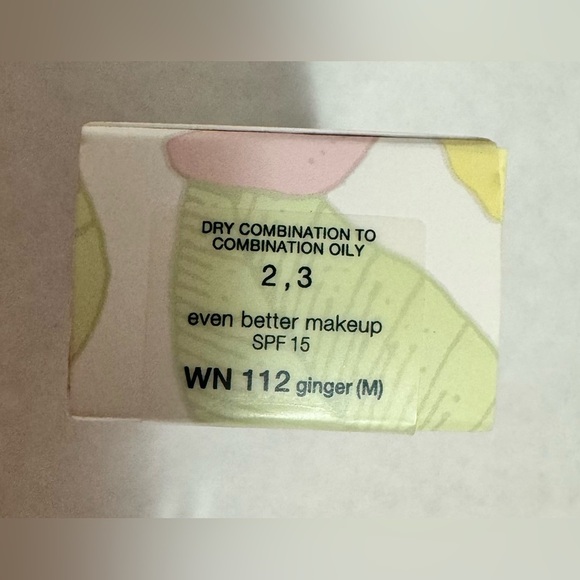 DRY COMBINATION TO
COMBINATION OILY
2,3
even better makeup
SPF 15
WN 112 ginger (M)